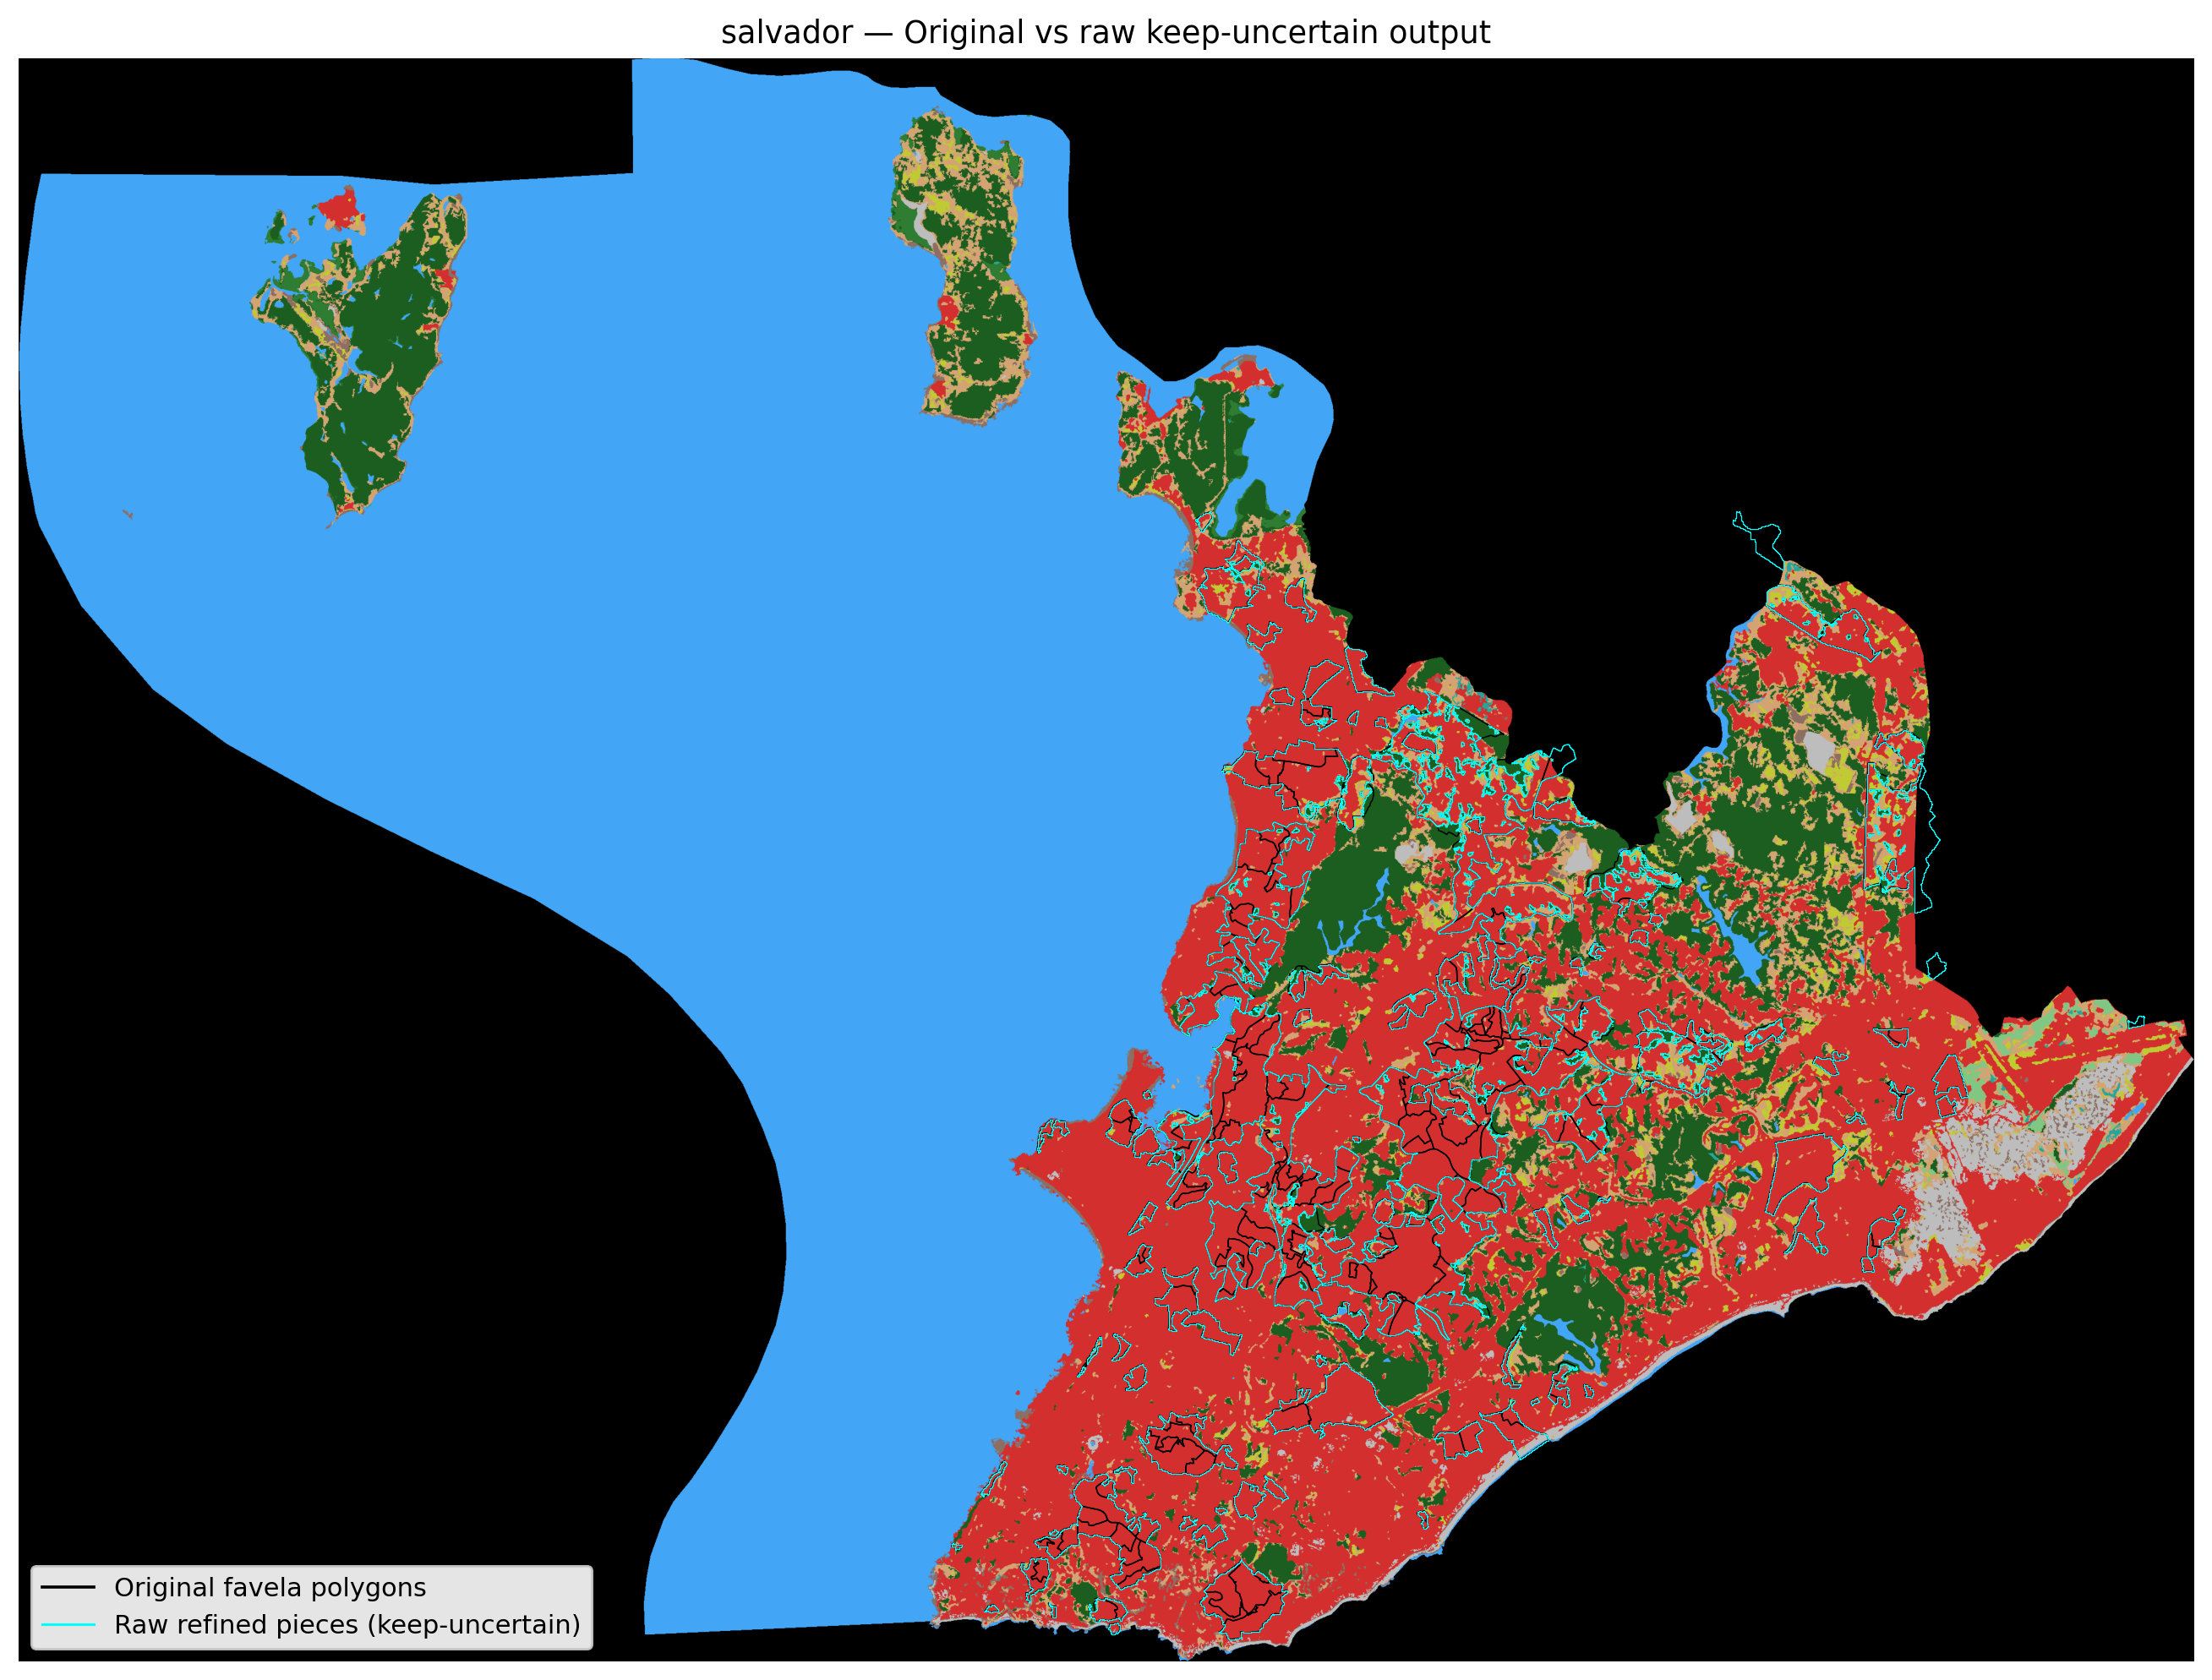 salvador — Original vs raw keep-uncertain output
Original favela polygons
Raw refined pieces (keep-uncertain)